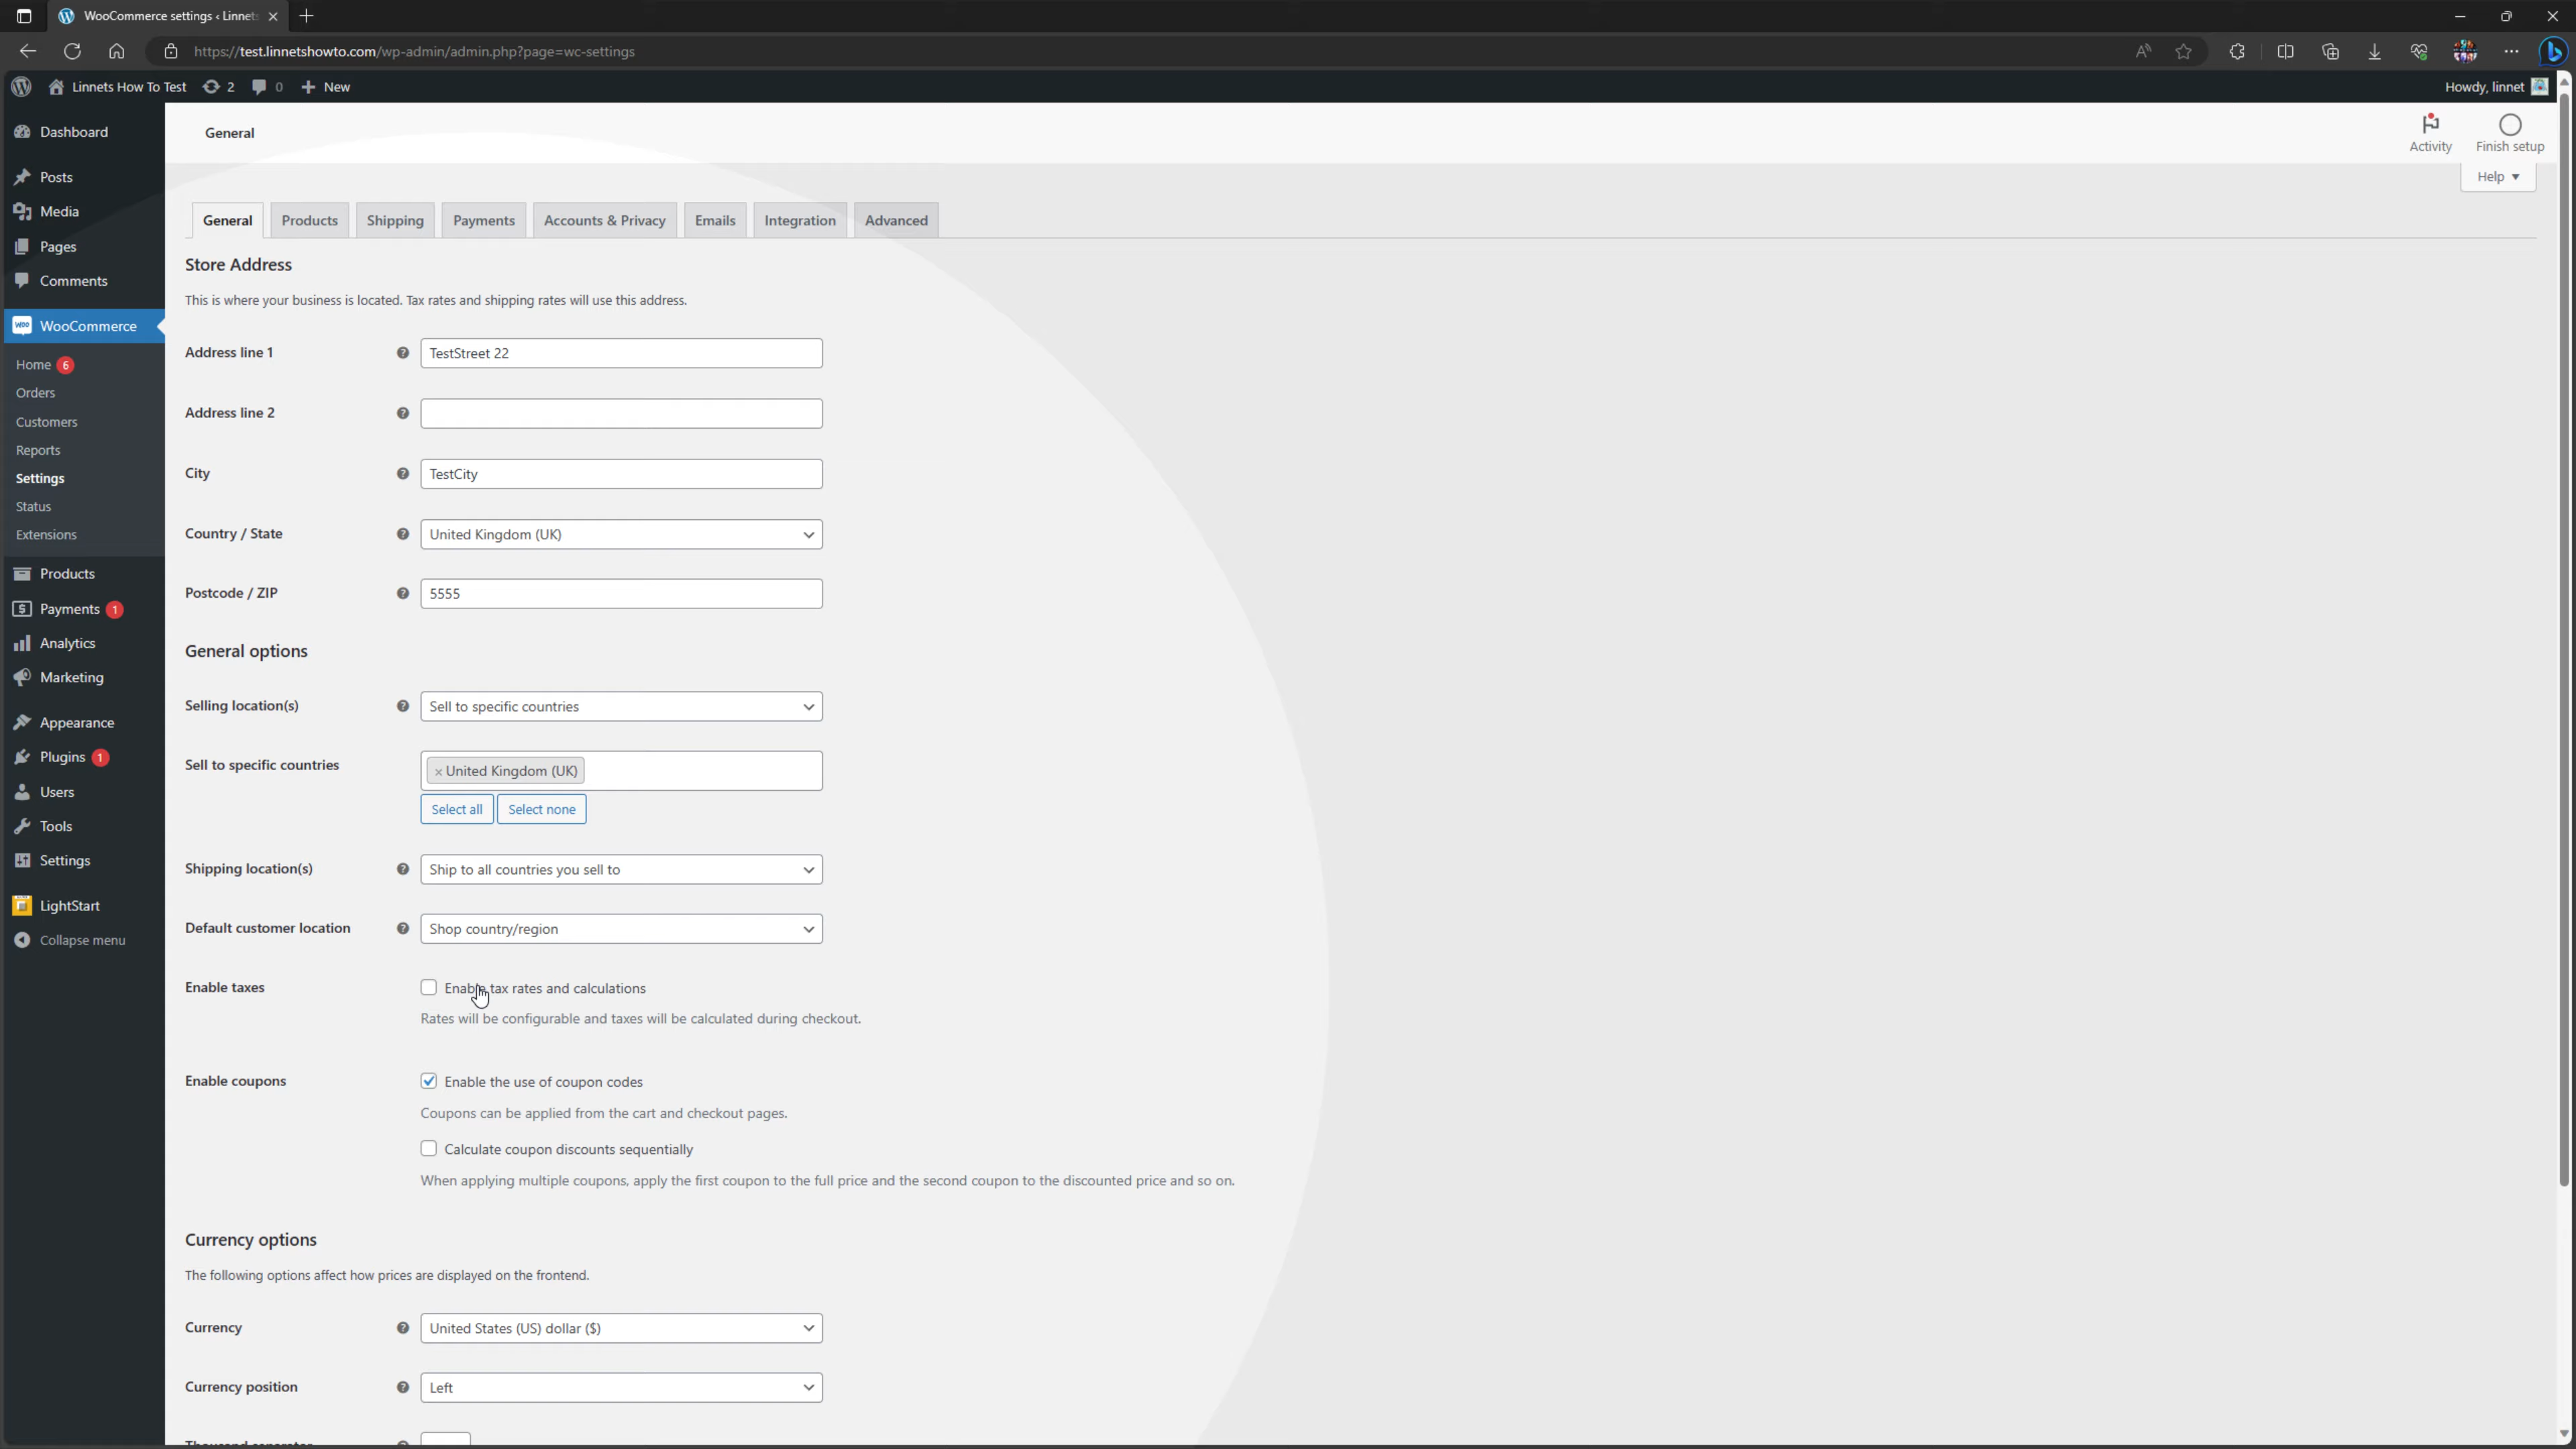 WooCommerce settings ‹ Linnets
https://test.linnetshowto.com/wp-admin/admin.php?page=wc-settings
Linnets How To Test
2
0
New
Howdy, linnet
Dashboard
Posts
Media
Pages
Comments
WooCommerce
Home 6
Orders
Customers
Reports
Settings
Status
Extensions
Products
Payments 1
Analytics
Marketing
Appearance
Plugins 1
Users
Tools
Settings
LightStart
Collapse menu
General
Activity
Finish setup
Help
General Products Shipping Payments Accounts & Privacy Emails Integration Advanced
Store Address
This is where your business is located. Tax rates and shipping rates will use this address.
Address line 1 TestStreet 22
Address line 2
City TestCity
Country / State United Kingdom (UK)
Postcode / ZIP 5555
General options
Selling location(s) Sell to specific countries
Sell to specific countries × United Kingdom (UK)
Select all Select none
Shipping location(s) Ship to all countries you sell to
Default customer location Shop country/region
Enable taxes Enable tax rates and calculations
Rates will be configurable and taxes will be calculated during checkout.
Enable coupons Enable the use of coupon codes
Coupons can be applied from the cart and checkout pages.
Calculate coupon discounts sequentially
When applying multiple coupons, apply the first coupon to the full price and the second coupon to the discounted price and so on.
Currency options
The following options affect how prices are displayed on the frontend.
Currency United States (US) dollar ($)
Currency position Left